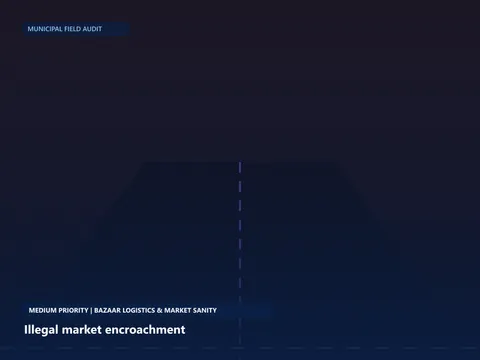 MUNICIPAL FIELD AUDIT
MEDIUM PRIORITY | BAZAAR LOGISTICS & MARKET SANITY
Illegal market encroachment